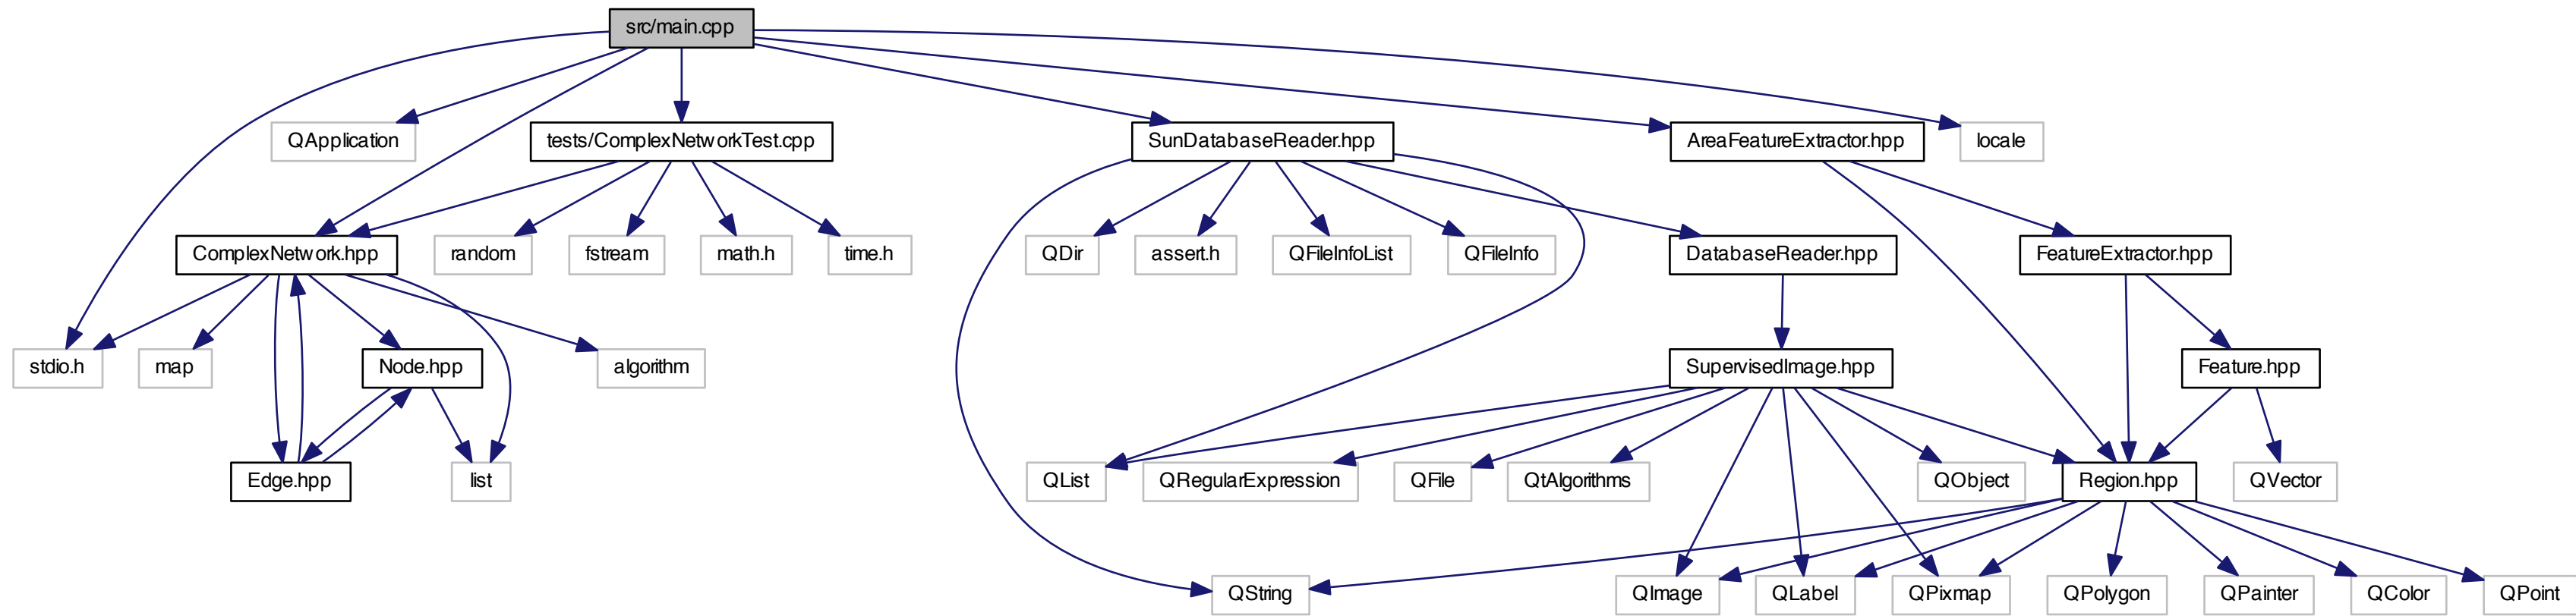 src/main.cpp
QApplication
tests/ComplexNetworkTest.cpp
SunDatabaseReader.hpp
AreaFeatureExtractor.hpp
locale
ComplexNetwork.hpp
random
fstream
math.h
time.h
QDir
assert.h
QFileInfoList
QFileInfo
DatabaseReader.hpp
FeatureExtractor.hpp
stdio.h
map
Node.hpp
algorithm
SupervisedImage.hpp
Feature.hpp
Edge.hpp
list
QList
QRegularExpression
QFile
QtAlgorithms
QObject
Region.hpp
QVector
QString
QImage
QLabel
QPixmap
QPolygon
QPainter
QColor
QPoint